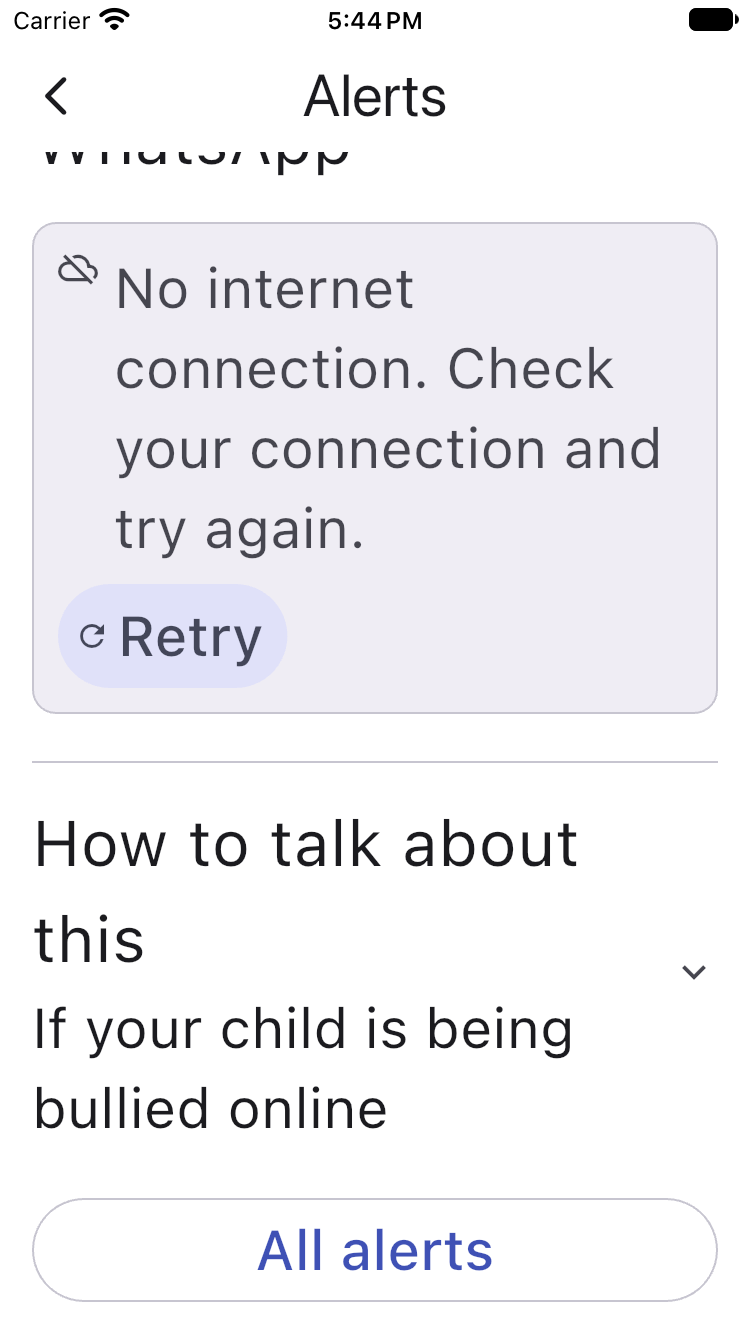 Carrier
5:44 PM
Alerts
WhatsApp
No internet
connection. Check
your connection and
try again.
Retry
How to talk about
this
If your child is being
bullied online
All alerts